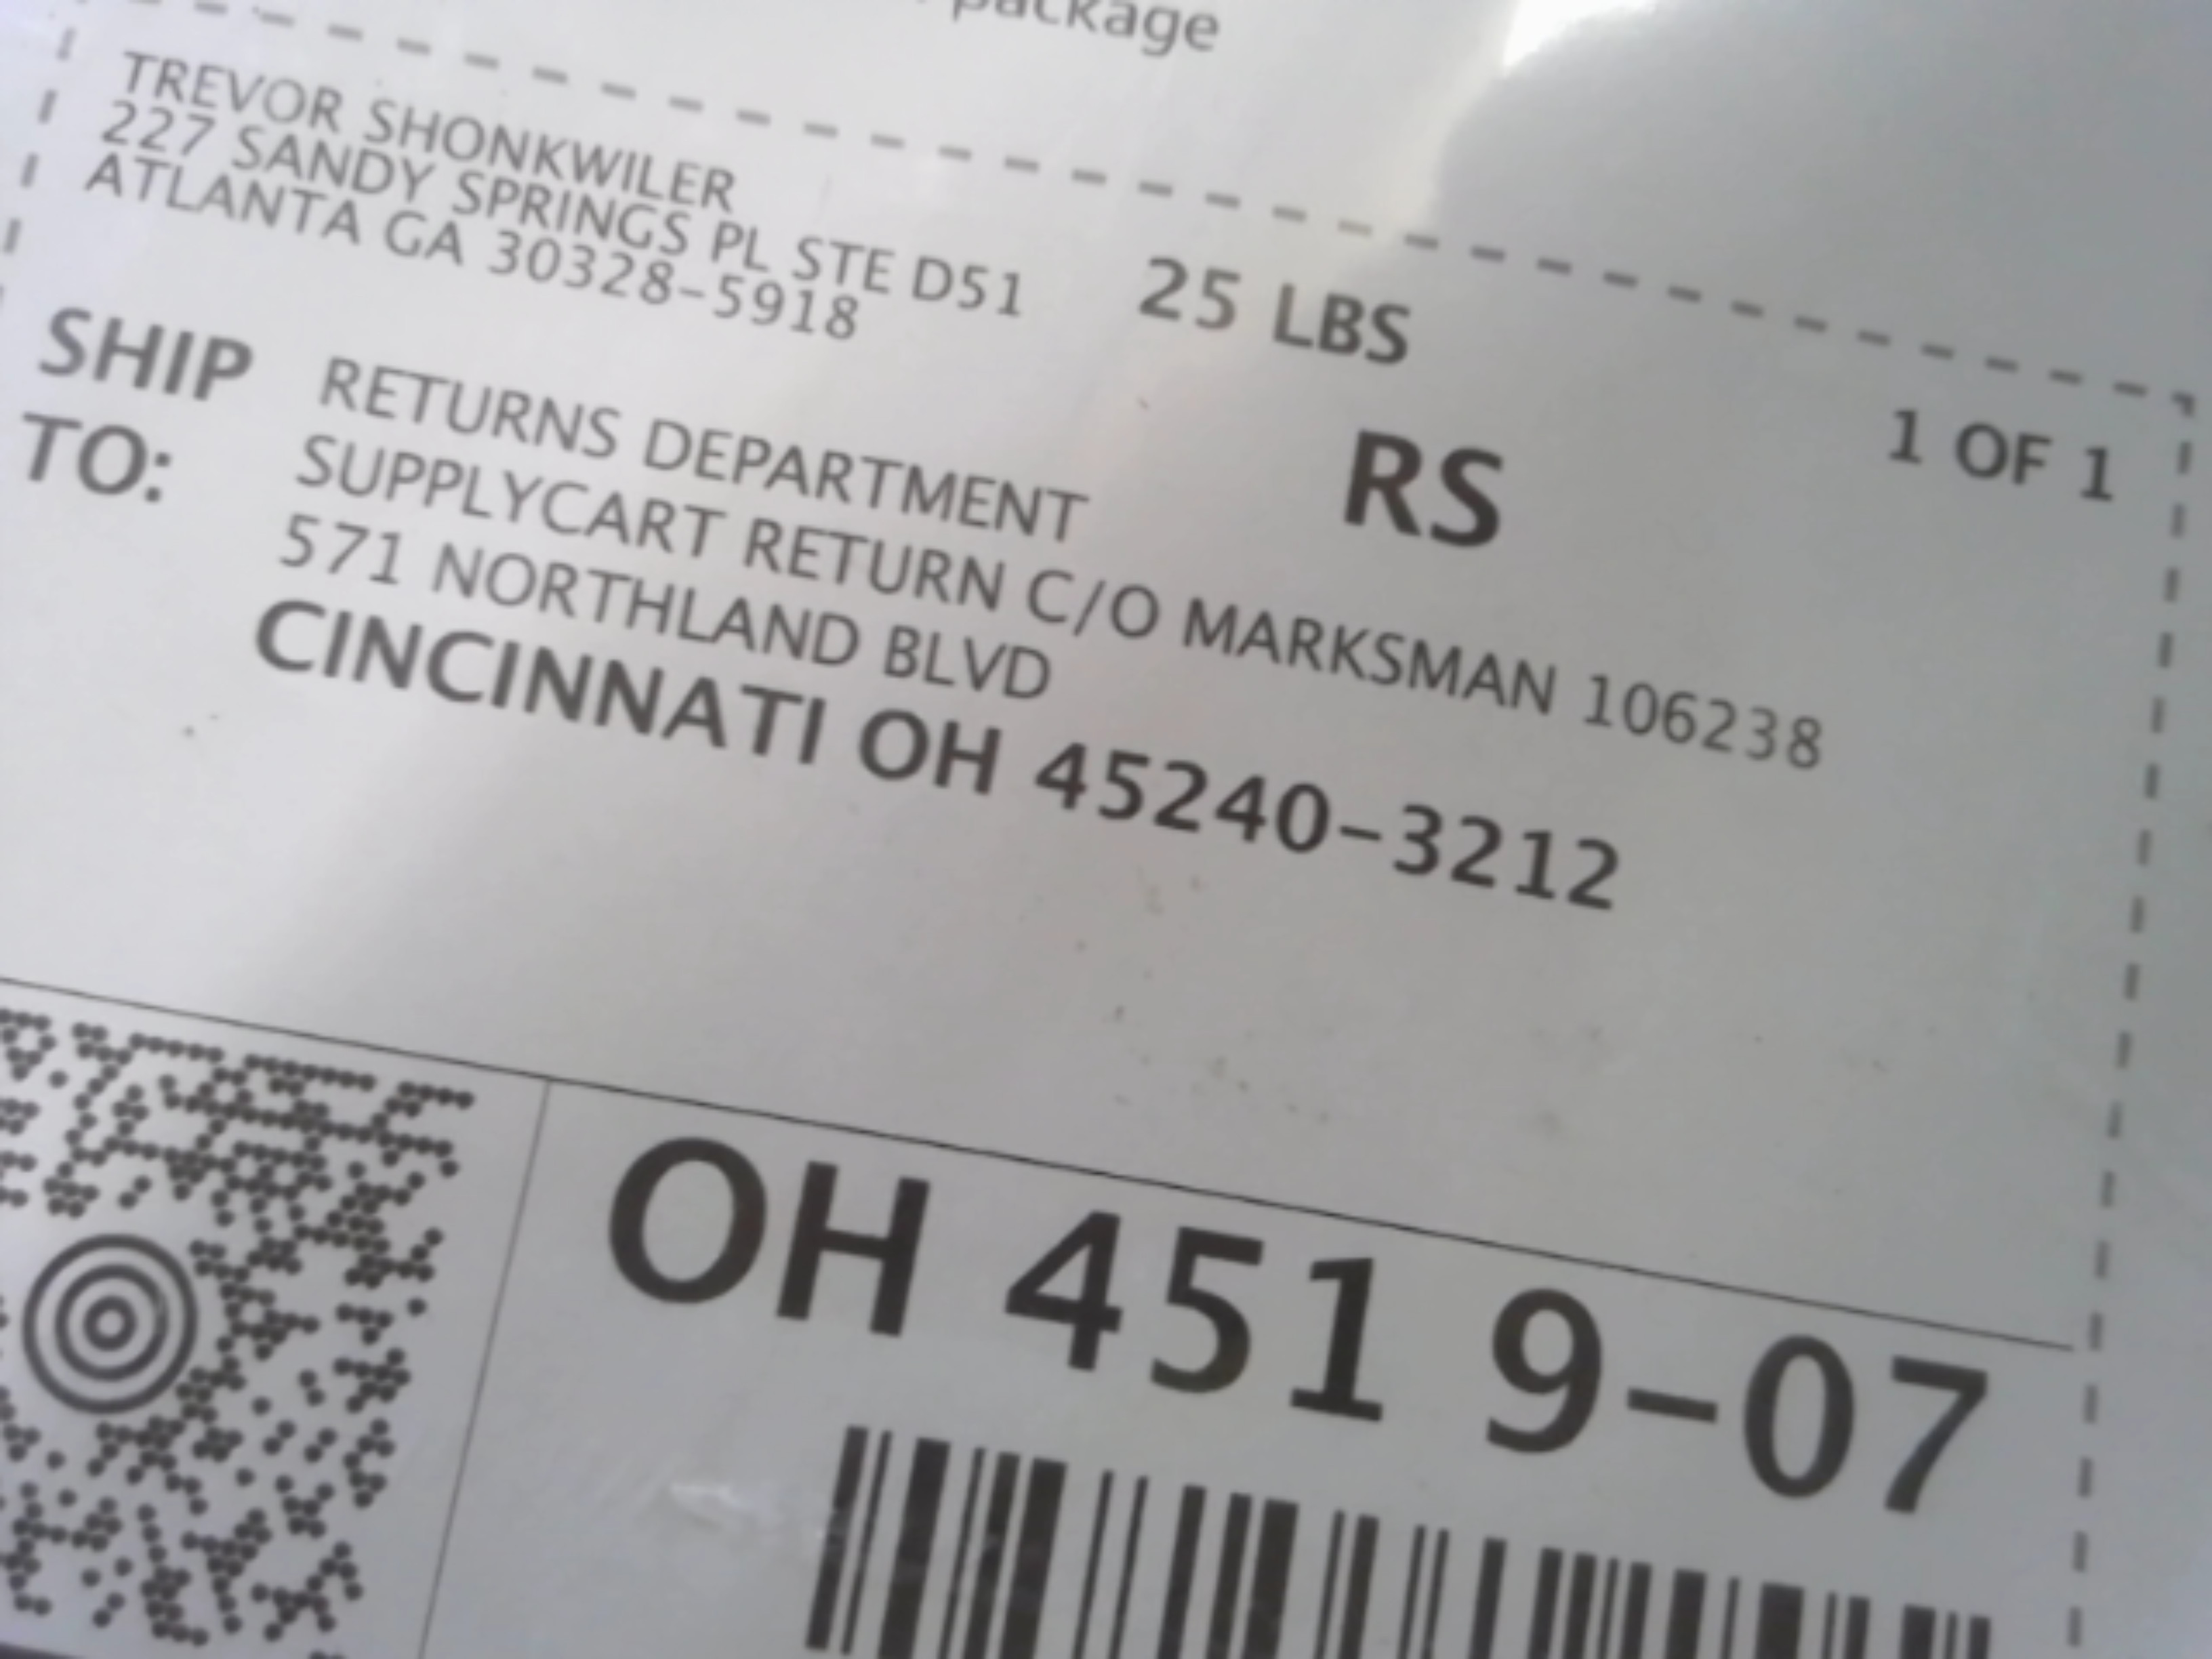 package
TREVOR SHONKWILER
227 SANDY SPRINGS PL STE D51
ATLANTA GA 30328-5918
25 LBS
1 OF 1
RS
SHIP
TO:
RETURNS DEPARTMENT
SUPPLYCART RETURN C/O MARKSMAN 106238
571 NORTHLAND BLVD
CINCINNATI OH 45240-3212
OH 451 9-07